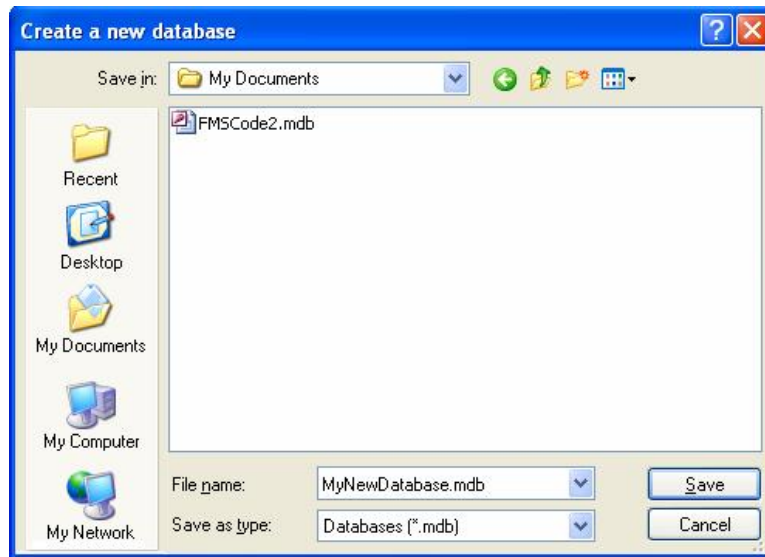 Create a new database
Save in: My Documents
FMSCode2.mdb
Recent
Desktop
My Documents
My Computer
My Network
File name: MyNewDatabase.mdb Save
Save as type: Databases (*.mdb) Cancel